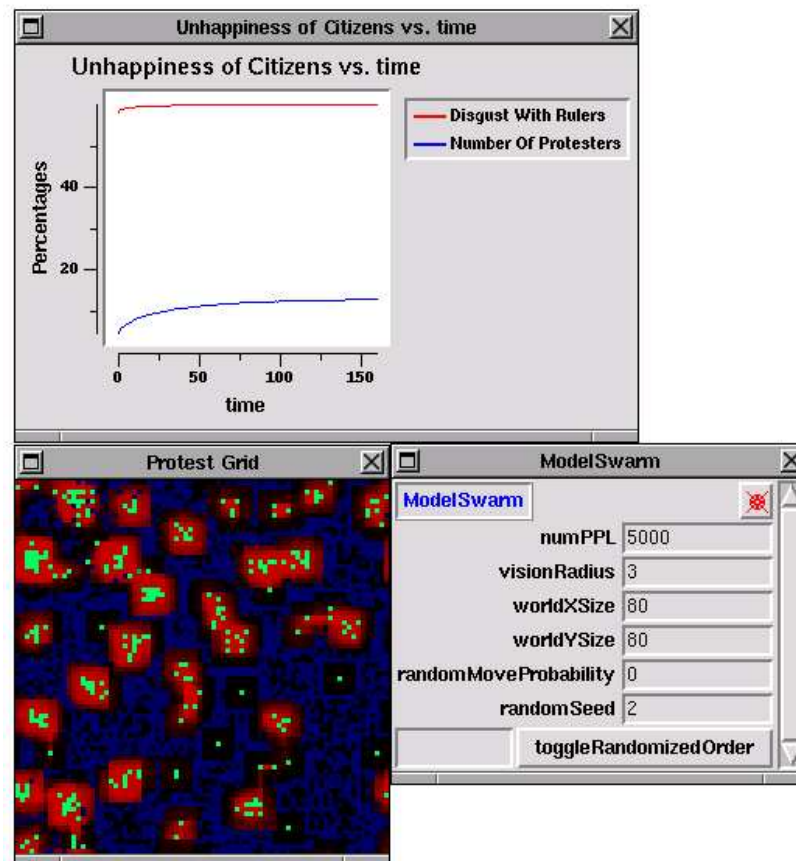 Unhappiness of Citizens vs. time
Unhappiness of Citizens vs. time
Disgust With Rulers
Number Of Protesters
Percentages
40
20
0 50 100 150
time
Protest Grid
ModelSwarm
ModelSwarm
numPPL 5000
visionRadius 3
worldXSize 80
worldYSize 80
randomMoveProbability 0
randomSeed 2
toggleRandomizedOrder